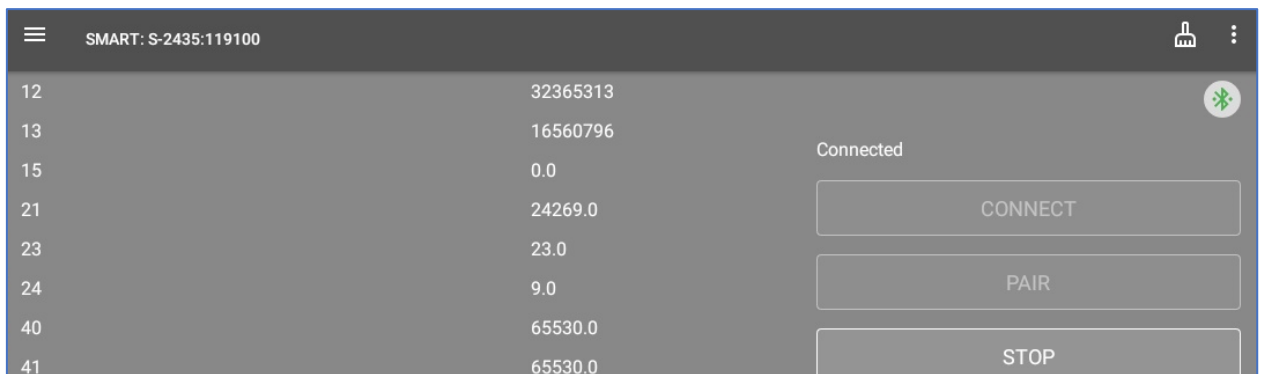 SMART: S-2435:119100
12 32365313
13 16560796
15 0.0
21 24269.0
23 23.0
24 9.0
40 65530.0
41 65530.0
Connected
CONNECT
PAIR
STOP